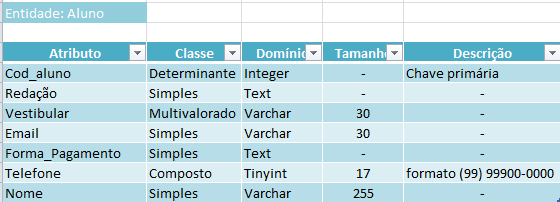 Entidade: Aluno
Atributo Classe Domínio Tamanho Descrição
Cod_aluno Determinante Integer - Chave primária
Redação Simples Text - -
Vestibular Multivalorado Varchar 30 -
Email Simples Varchar 30 -
Forma_Pagamento Simples Text - -
Telefone Composto Tinyint 17 formato (99) 99900-0000
Nome Simples Varchar 255 -